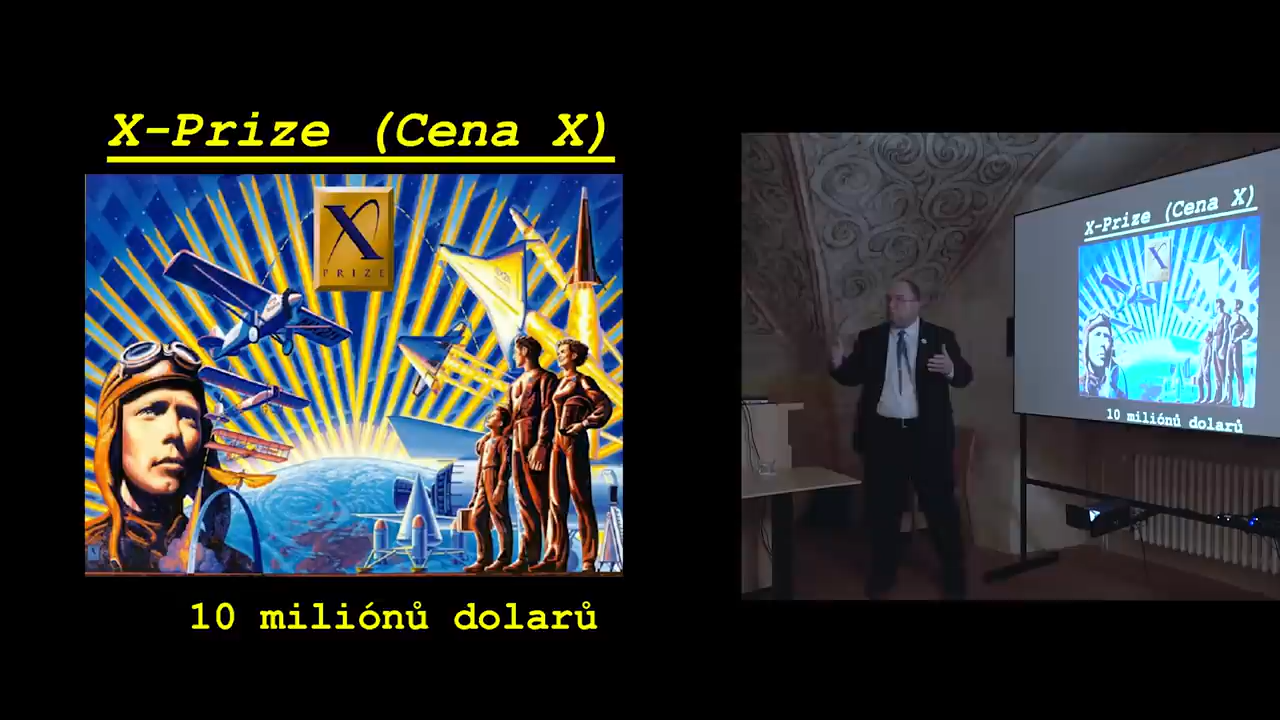 X-Prize (Cena X)
X
PRIZE
10 miliónů dolarů
X-Prize (Cena X)
X
10 miliónů dolarů